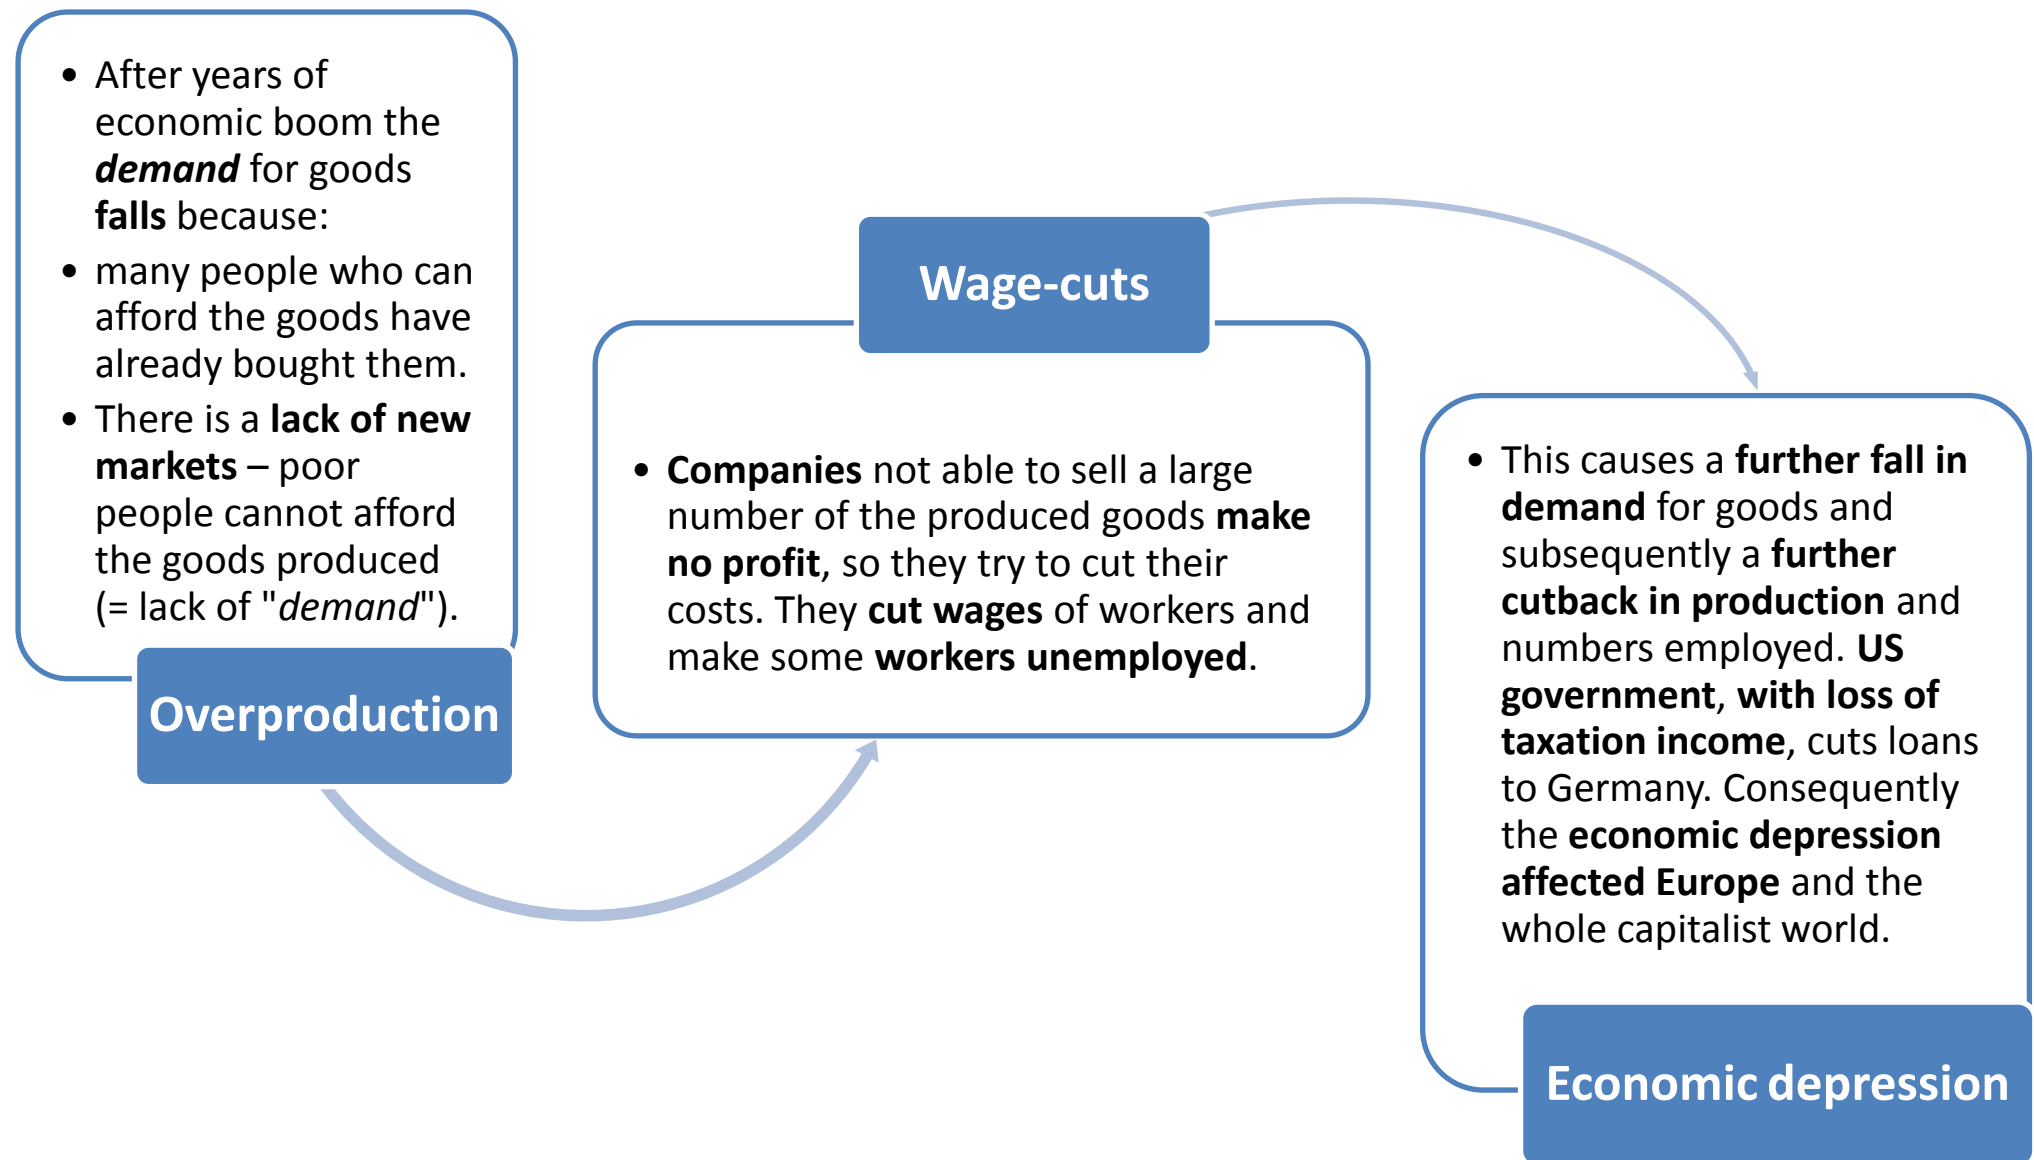 • After years of
economic boom the
demand for goods
falls because:
• many people who can
afford the goods have
already bought them.
• There is a lack of new
markets – poor
people cannot afford
the goods produced
(= lack of "demand").
Overproduction
Wage-cuts
• Companies not able to sell a large
number of the produced goods make
no profit, so they try to cut their
costs. They cut wages of workers and
make some workers unemployed.
• This causes a further fall in
demand for goods and
subsequently a further
cutback in production and
numbers employed. US
government, with loss of
taxation income, cuts loans
to Germany. Consequently
the economic depression
affected Europe and the
whole capitalist world.
Economic depression